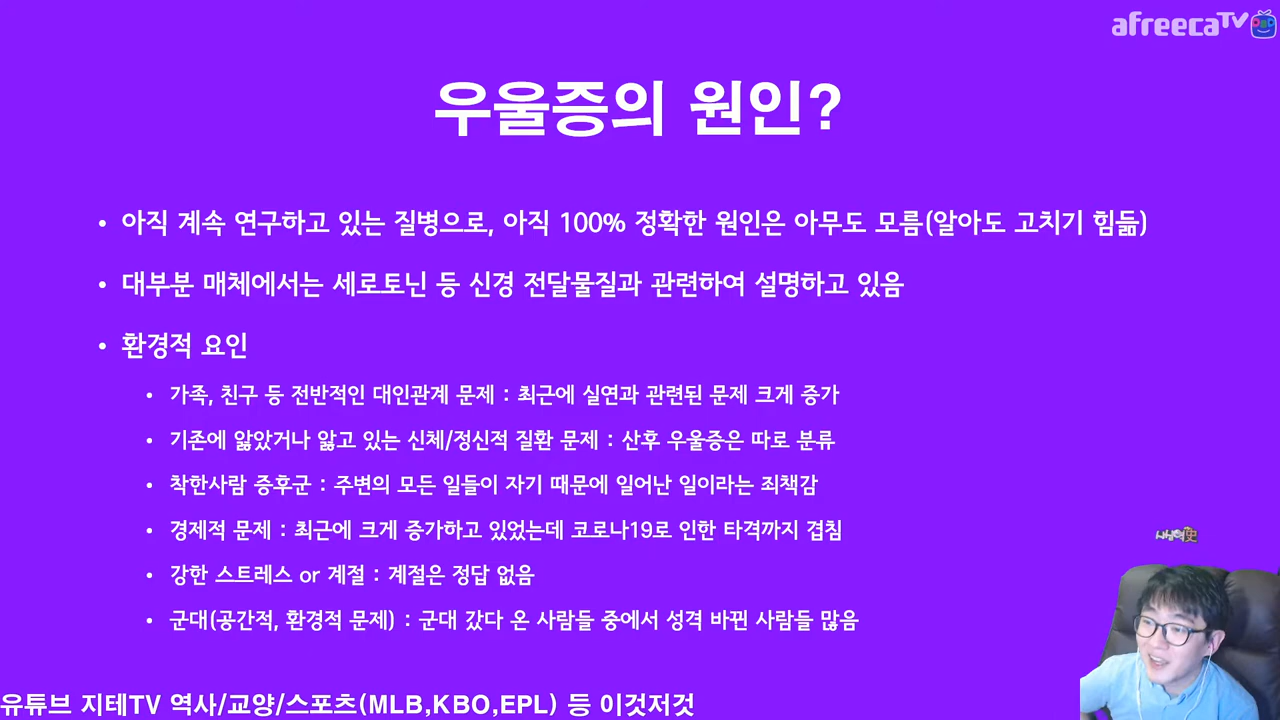 afreecaTV
우울증의 원인?
• 아직 계속 연구하고 있는 질병으로, 아직 100% 정확한 원인은 아무도 모름(알아도 고치기 힘듦)
• 대부분 매체에서는 세로토닌 등 신경 전달물질과 관련하여 설명하고 있음
• 환경적 요인
• 가족, 친구 등 전반적인 대인관계 문제 : 최근에 실연과 관련된 문제 크게 증가
• 기존에 앓았거나 앓고 있는 신체/정신적 질환 문제 : 산후 우울증은 따로 분류
• 착한사람 증후군 : 주변의 모든 일들이 자기 때문에 일어난 일이라는 죄책감
• 경제적 문제 : 최근에 크게 증가하고 있었는데 코로나19로 인한 타격까지 겹침
• 강한 스트레스 or 계절 : 계절은 정답 없음
• 군대(공간적, 환경적 문제) : 군대 갔다 온 사람들 중에서 성격 바뀐 사람들 많음
유튜브 지테TV 역사/교양/스포츠(MLB,KBO,EPL) 등 이것저것